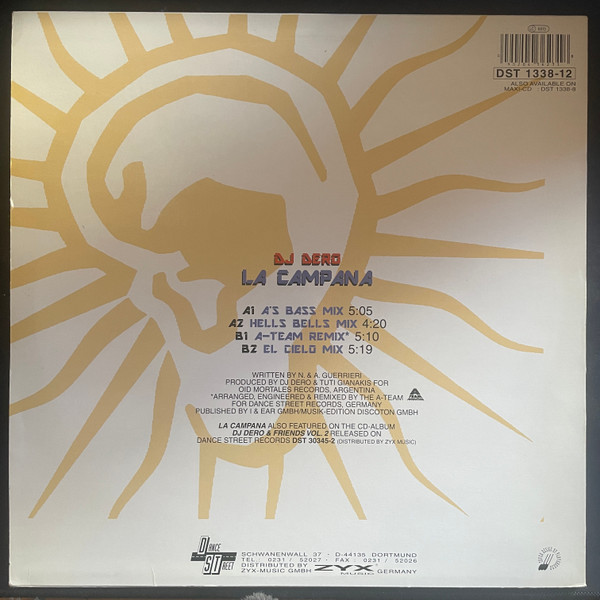 DST 1338-12
ALSO AVAILABLE ON
MAXI-CD : DST 1338-8
DJ DERO
LA CAMPANA
A1 A'S BASS MIX 5:05
A2 HELLS BELLS MIX 4:20
B1 A-TEAM REMIX* 5:10
B2 EL CIELO MIX 5:19
WRITTEN BY N. & A. GUERRIERI
PRODUCED BY DJ DERO & TUTI GIANAKIS FOR
OID MORTALES RECORDS, ARGENTINA
*ARRANGED, ENGINEERED & REMIXED BY THE A-TEAM
FOR DANCE STREET RECORDS, GERMANY
PUBLISHED BY I & EAR GMBH/MUSIK-EDITION DISCOTON GMBH
LA CAMPANA ALSO FEATURED ON THE CD-ALBUM
DJ DERO & FRIENDS VOL. 2 RELEASED ON
DANCE STREET RECORDS DST 30345-2 (DISTRIBUTED BY ZYX-MUSIC)
DANCE
STREET
SCHWANENWALL 37 - D-44135 DORTMUND
TEL.: 0231 / 52027 - FAX: 0231 / 52026
DISTRIBUTED BY
ZYX-MUSIC GMBH
ZYX
MUSIC
GERMANY